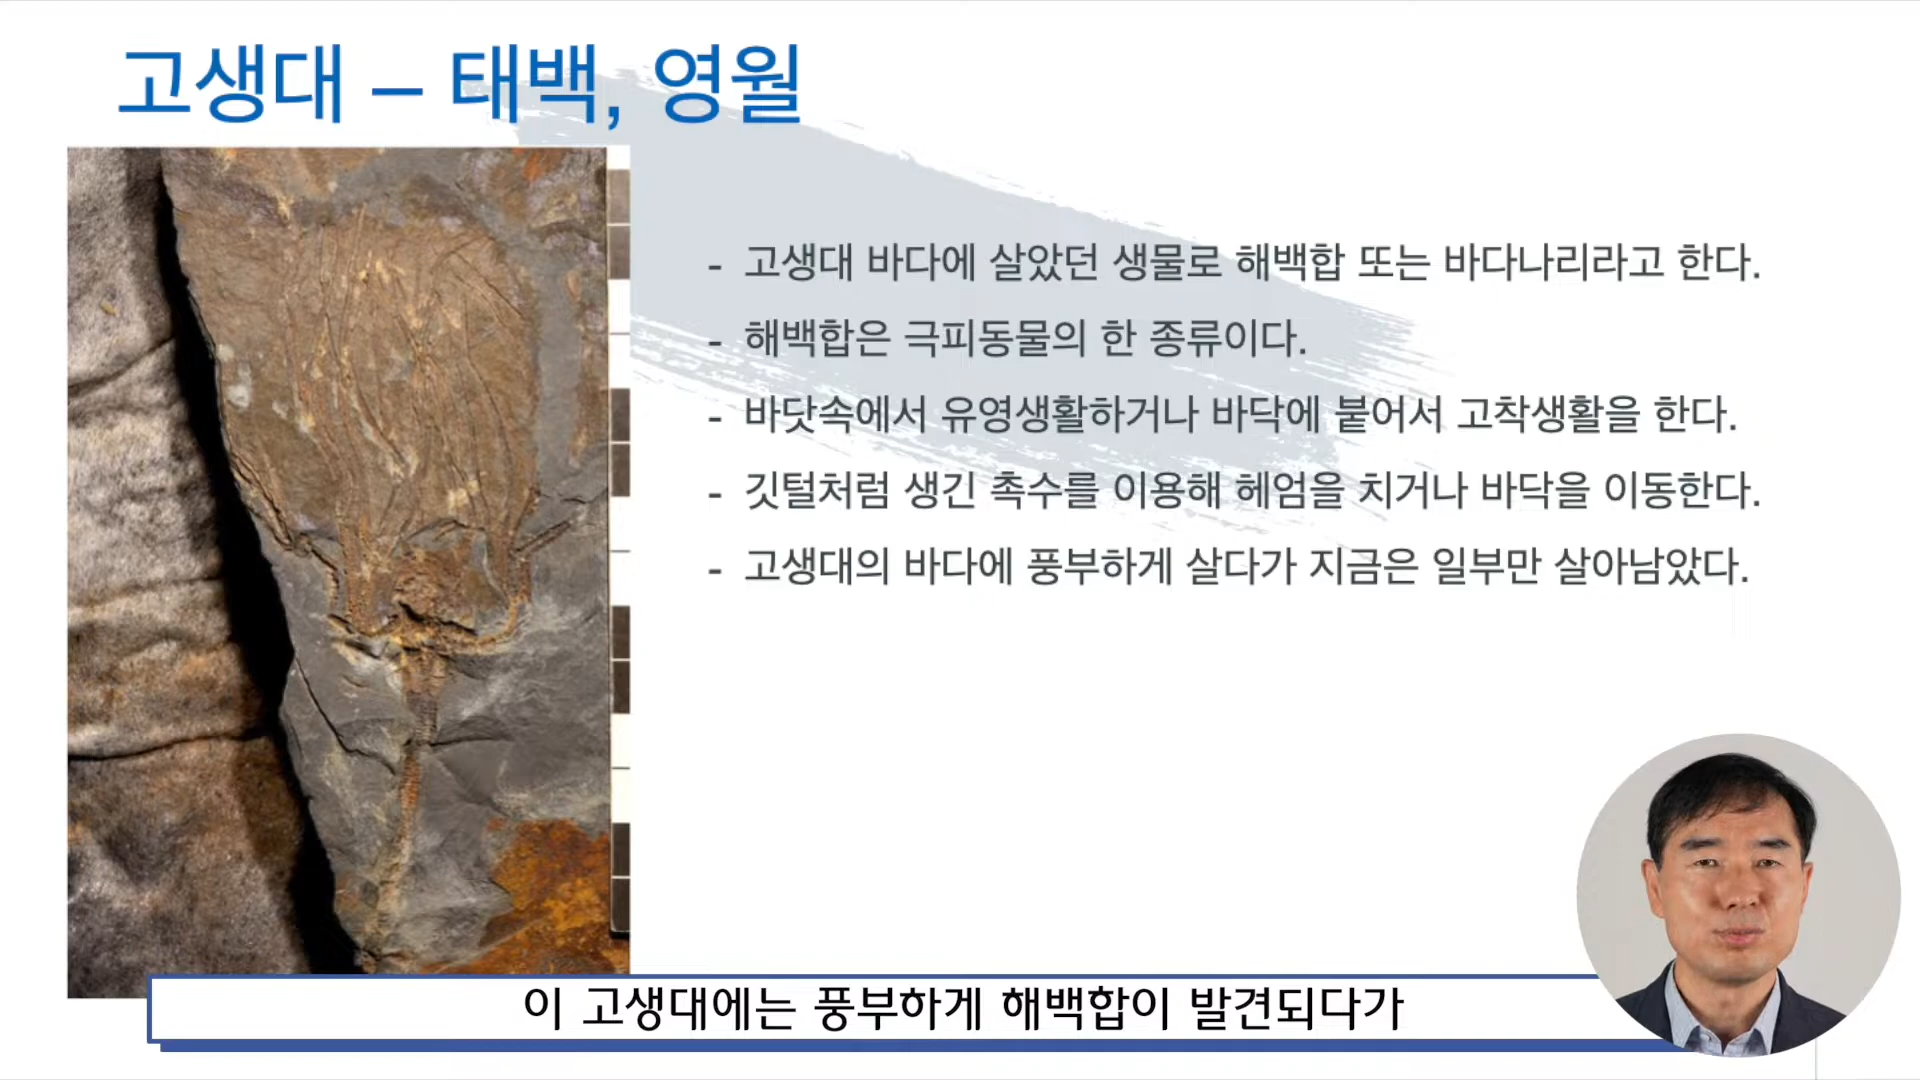 고생대 – 태백, 영월
- 고생대 바다에 살았던 생물로 해백합 또는 바다나리라고 한다.
- 해백합은 극피동물의 한 종류이다.
- 바닷속에서 유영생활하거나 바닥에 붙어서 고착생활을 한다.
- 깃털처럼 생긴 촉수를 이용해 헤엄을 치거나 바닥을 이동한다.
- 고생대의 바다에 풍부하게 살다가 지금은 일부만 살아남았다.
이 고생대에는 풍부하게 해백합이 발견되다가